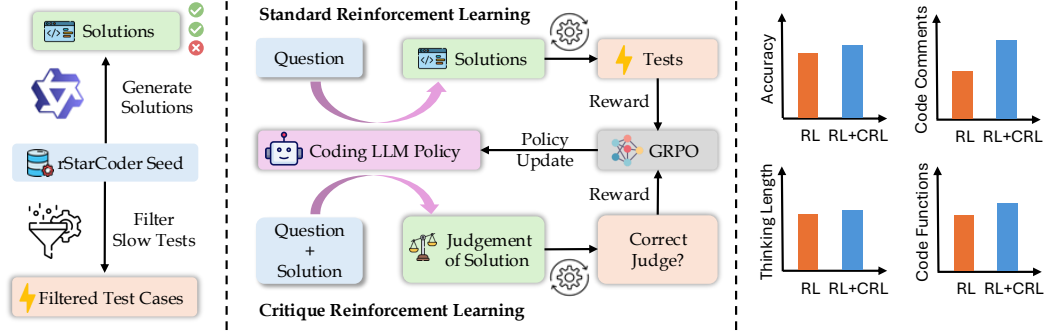 Solutions
Generate
Solutions
rStarCoder Seed
Filter
Slow Tests
Filtered Test Cases
Standard Reinforcement Learning
Question
Solutions
Tests
Reward
Coding LLM Policy
Policy
Update
GRPO
Reward
Question
+
Solution
Judgement
of Solution
Correct
Judge?
Critique Reinforcement Learning
Accuracy
RL RL+CRL
Code Comments
RL RL+CRL
Thinking Length
RL RL+CRL
Code Functions
RL RL+CRL